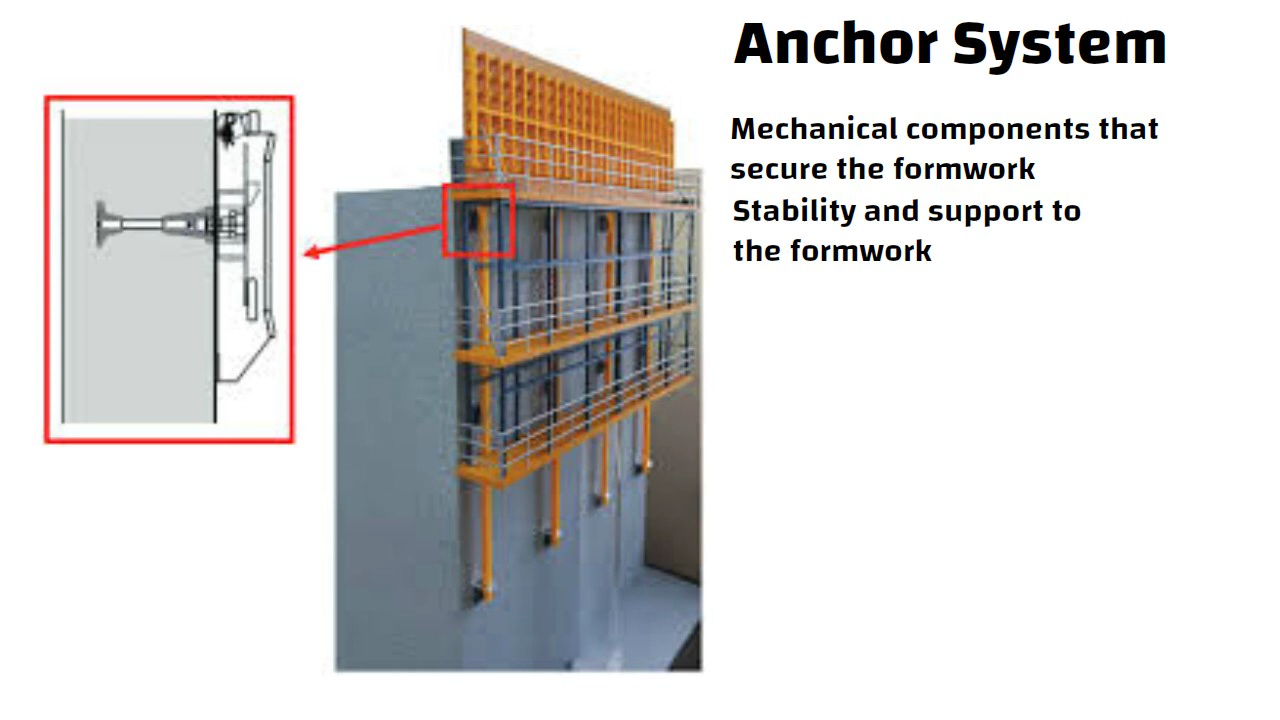 Anchor System
Mechanical components that
secure the formwork
Stability and support to
the formwork